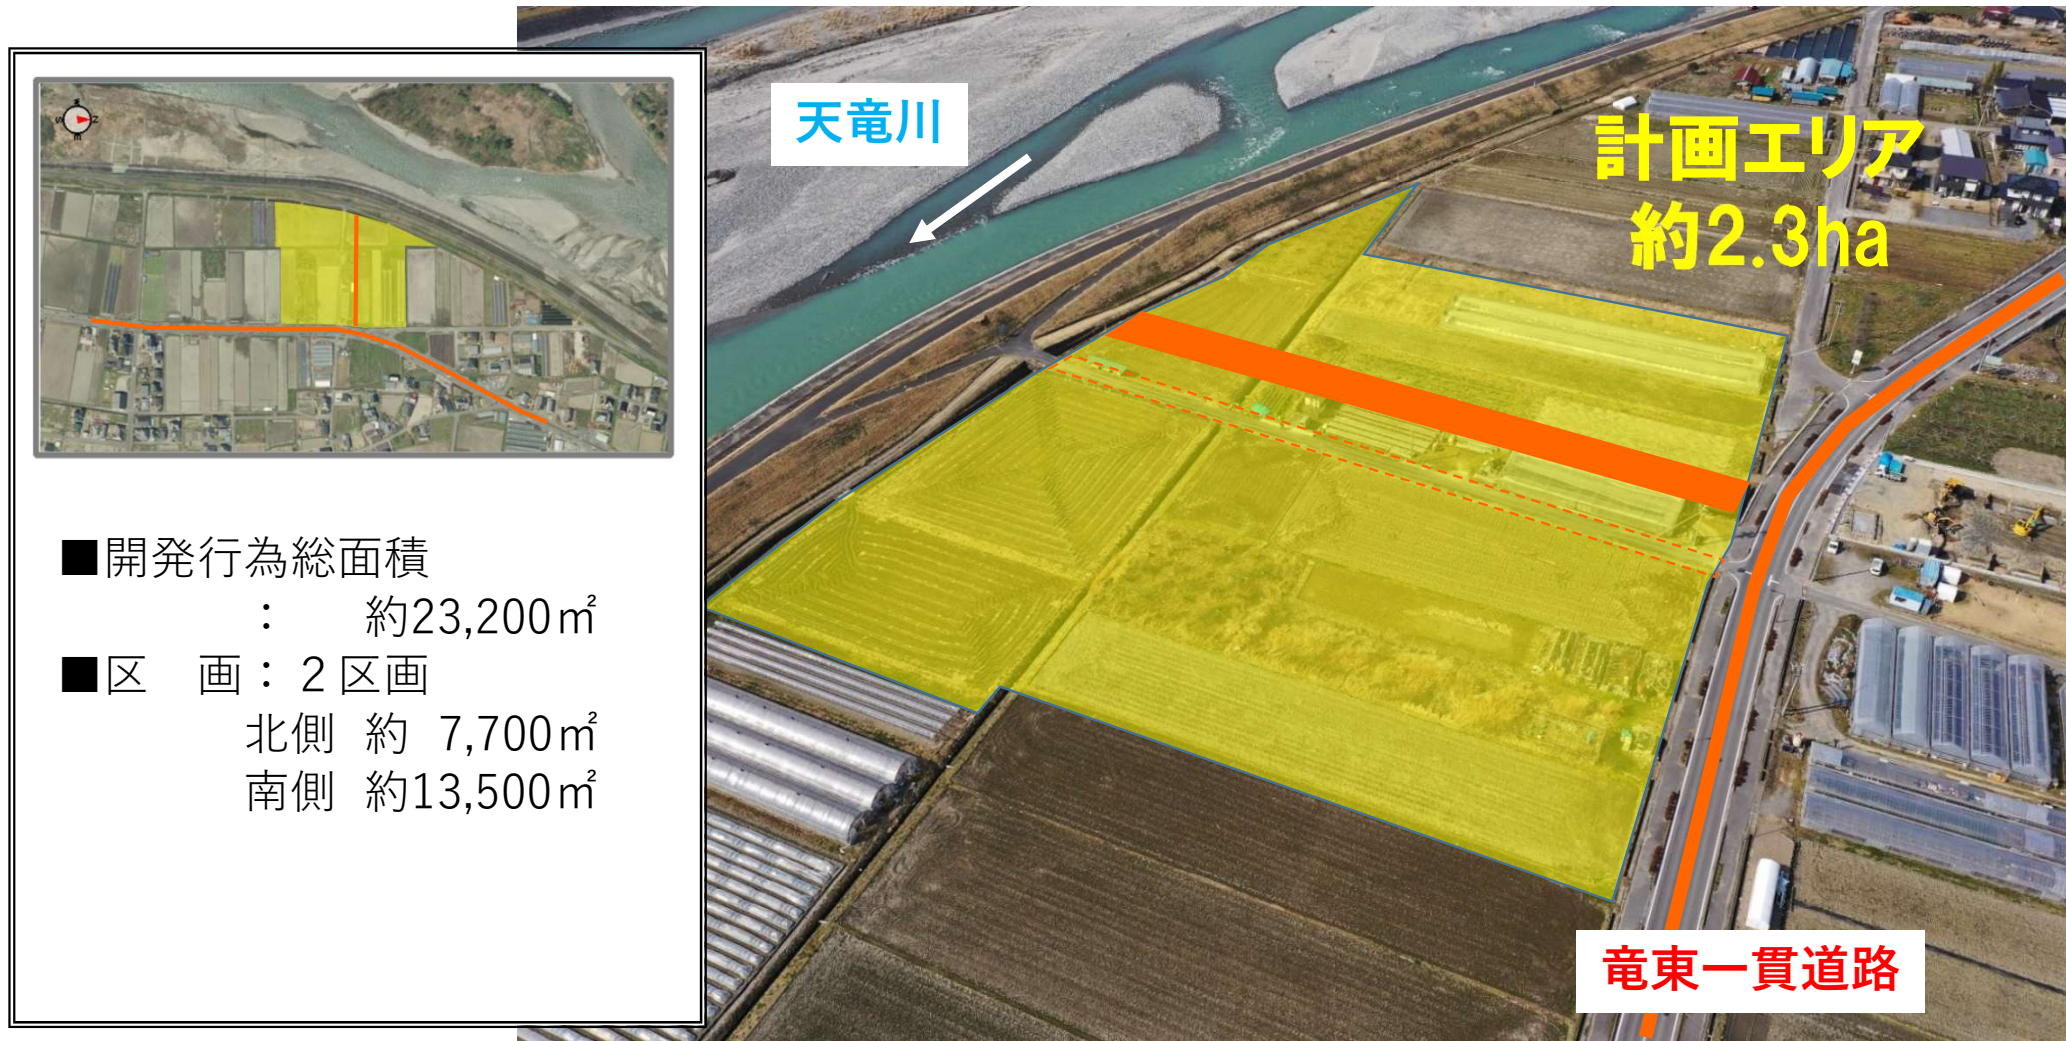 ■開発行為総面積
： 約23,200㎡
■区　画：２区画
北側 約 7,700㎡
南側 約13,500㎡
天竜川
計画エリア
約2.3ha
竜東一貫道路